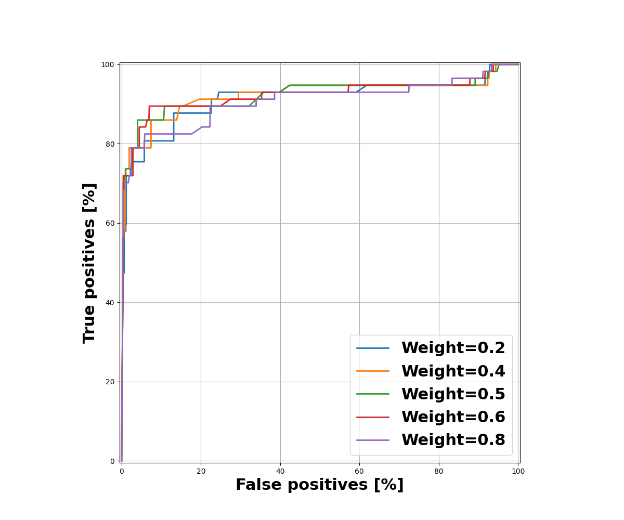 100
80
60
40
20
0
True positives [%]
Weight=0.2
Weight=0.4
Weight=0.5
Weight=0.6
Weight=0.8
0 20 40 60 80 100
False positives [%]